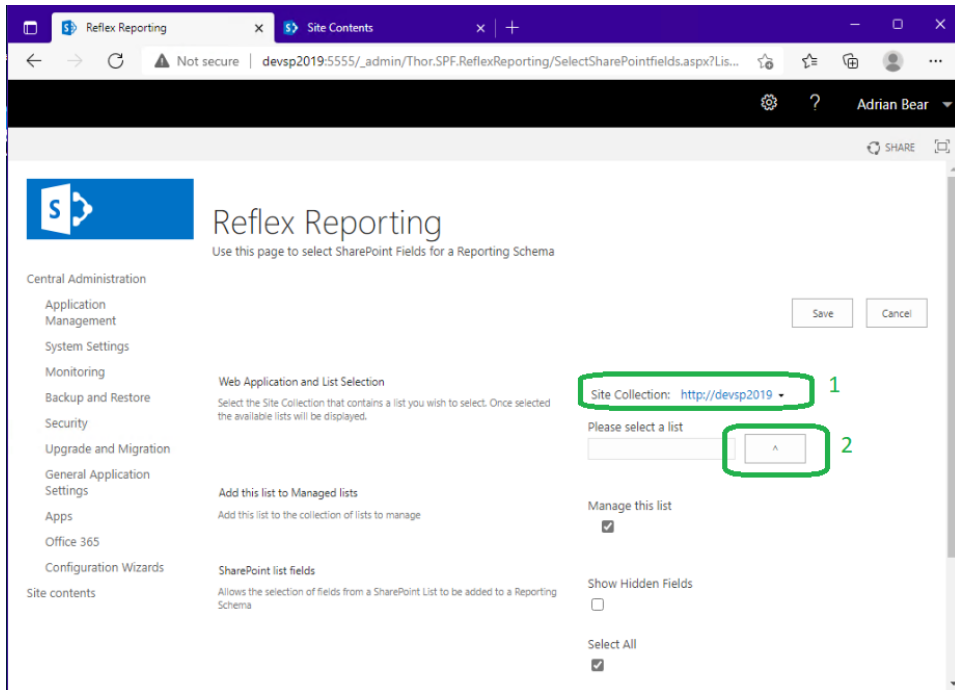 Reflex Reporting
Site Contents
Not secure | devsp2019:5555/_admin/Thor.SPF.ReflexReporting/SelectSharePointfields.aspx?Lis...
? Adrian Bear
SHARE
S
Reflex Reporting
Use this page to select SharePoint Fields for a Reporting Schema
Central Administration
Application
Management
System Settings
Monitoring
Backup and Restore
Security
Upgrade and Migration
General Application
Settings
Apps
Office 365
Configuration Wizards
Site contents
Save Cancel
Web Application and List Selection
Select the Site Collection that contains a list you wish to select. Once selected
the available lists will be displayed.
Site Collection: http://devsp2019
1
Please select a list
^
2
Add this list to Managed lists
Add this list to the collection of lists to manage
Manage this list
SharePoint list fields
Allows the selection of fields from a SharePoint List to be added to a Reporting
Schema
Show Hidden Fields
Select All